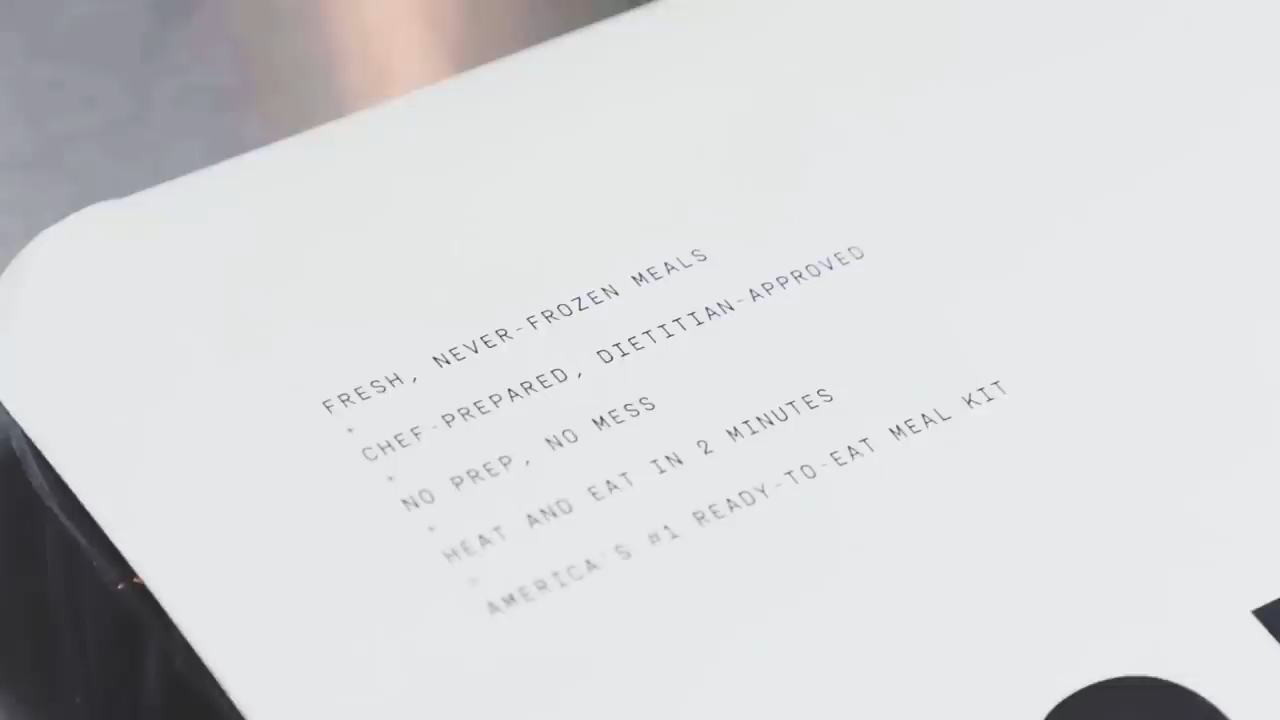 FRESH, NEVER-FROZEN MEALS
+
CHEF-PREPARED, DIETITIAN-APPROVED
+
NO PREP, NO MESS
+
HEAT AND EAT IN 2 MINUTES
+
AMERICA'S #1 READY-TO-EAT MEAL KIT